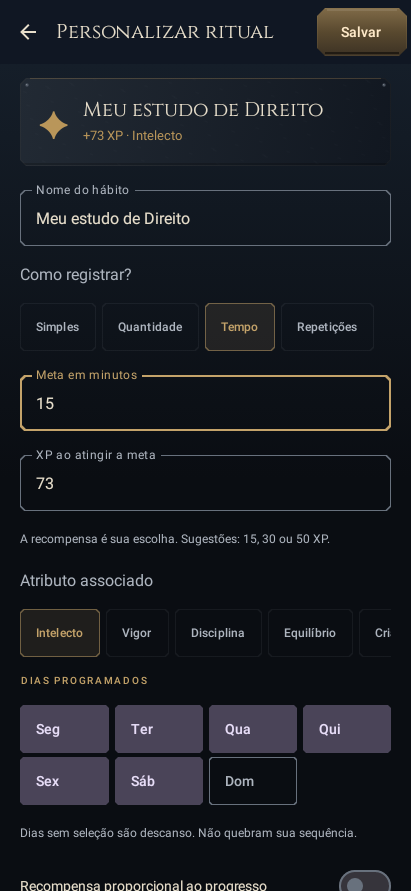 Personalizar ritual
Salvar
Meu estudo de Direito
+73 XP · Intelecto
Nome do hábito
Meu estudo de Direito
Como registrar?
Simples
Quantidade
Tempo
Repetições
Meta em minutos
15
XP ao atingir a meta
73
A recompensa é sua escolha. Sugestões: 15, 30 ou 50 XP.
Atributo associado
Intelecto
Vigor
Disciplina
Equilíbrio
DIAS PROGRAMADOS
Seg
Ter
Qua
Qui
Sex
Sáb
Dom
Dias sem seleção são descanso. Não quebram sua sequência.
Recompensa proporcional ao progresso